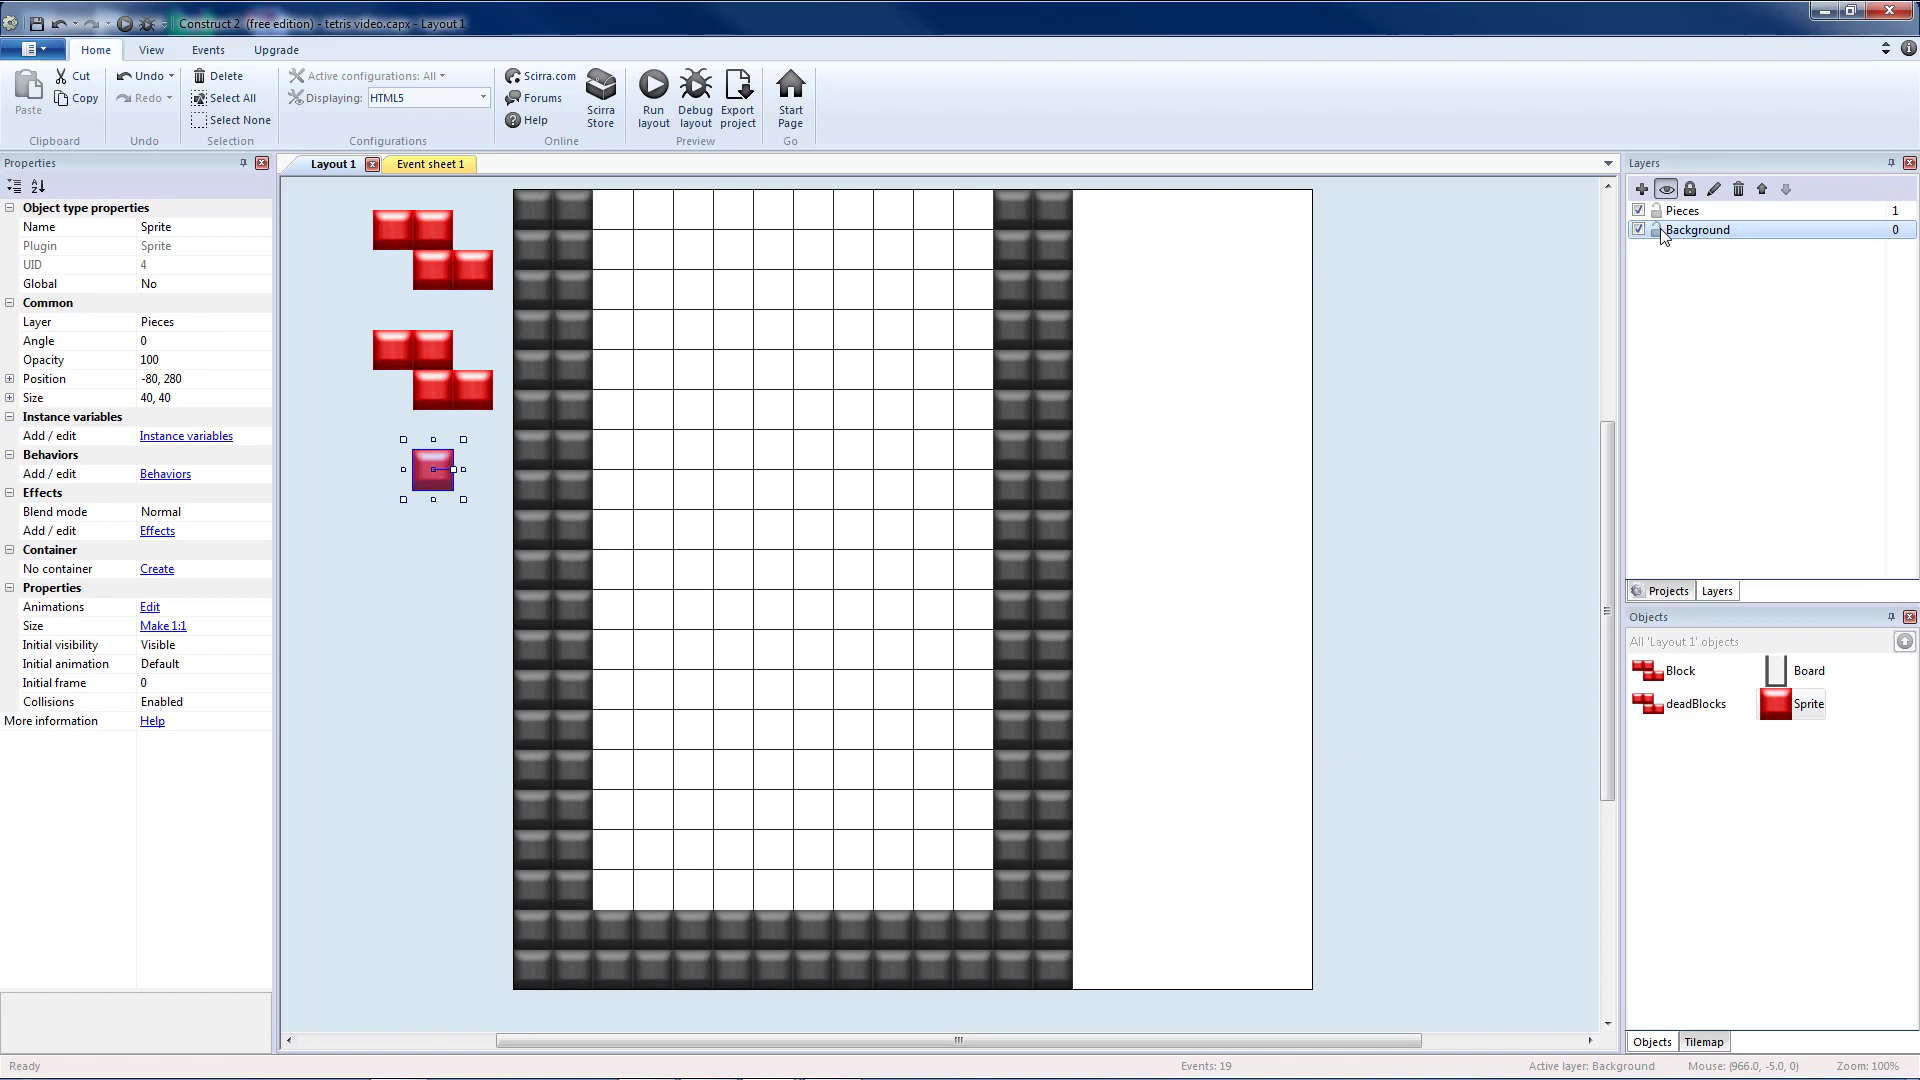 Construct 2 (free edition) - tetris video.capx - Layout 1
Home View Events Upgrade
Paste Cut Copy Clipboard
Undo Redo Undo
Delete Select All Select None Selection
Active configurations: All
Displaying: HTML5
Configurations
Scirra.com Forums Help Scirra Store Online
Run layout Debug layout Export project Preview
Start Page Go
Properties
Object type properties
Name Sprite
Plugin Sprite
UID 4
Global No
Common
Layer Pieces
Angle 0
Opacity 100
Position -80, 280
Size 40, 40
Instance variables
Add / edit Instance variables
Behaviors
Add / edit Behaviors
Effects
Blend mode Normal
Add / edit Effects
Container
No container Create
Properties
Animations Edit
Size Make 1:1
Initial visibility Visible
Initial animation Default
Initial frame 0
Collisions Enabled
More information Help
Layout 1 Event sheet 1
Layers
Pieces 1
Background 0
Projects Layers
Objects
All 'Layout 1' objects
Block Board
deadBlocks Sprite
Objects Tilemap
Ready Events: 19 Active layer: Background Mouse: (966.0, -5.0, 0) Zoom: 100%